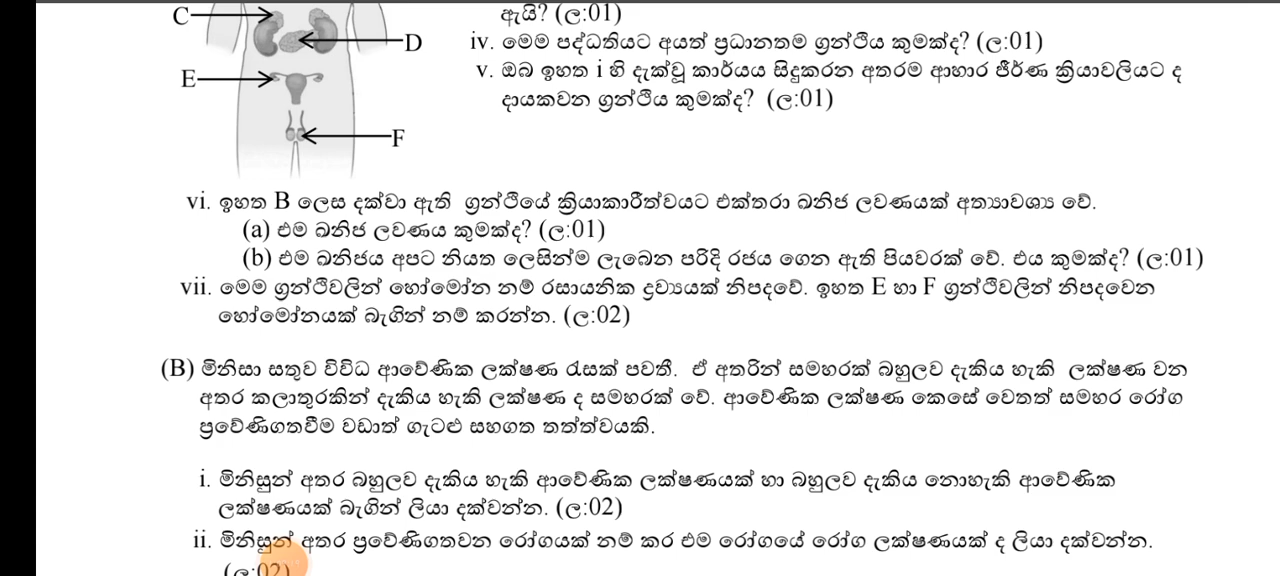 C
ඇයි? (ල:01)
D
iv. මෙම පද්ධතියට අයත් ප්‍රධානතම ග්‍රන්ථිය කුමක්ද? (ල:01)
E
v. ඔබ ඉහත i හි දැක්වූ කාර්යය සිදුකරන අතරම ආහාර ජීර්ණ ක්‍රියාවලියට ද
දායකවන ග්‍රන්ථිය කුමක්ද? (ල:01)
F
vi. ඉහත B ලෙස දක්වා ඇති ග්‍රන්ථියේ ක්‍රියාකාරීත්වයට එක්තරා ඛනිජ ලවණයක් අත්‍යාවශ්‍ය වේ.
(a) එම ඛනිජ ලවණය කුමක්ද? (ල:01)
(b) එම ඛනිජය අපට නියත ලෙසින්ම ලැබෙන පරිදි රජය ගෙන ඇති පියවරක් වේ. එය කුමක්ද? (ල:01)
vii. මෙම ග්‍රන්ථිවලින් හෝමෝන නම් රසායනික ද්‍රව්‍යයක් නිපදවේ. ඉහත E හා F ග්‍රන්ථිවලින් නිපදවෙන
හෝමෝනයක් බැගින් නම් කරන්න. (ල:02)
(B) මිනිසා සතුව විවිධ ආවේණික ලක්ෂණ රැසක් පවතී. ඒ අතරින් සමහරක් බහුලව දැකිය හැකි ලක්ෂණ වන
අතර කලාතුරකින් දැකිය හැකි ලක්ෂණ ද සමහරක් වේ. ආවේණික ලක්ෂණ කෙසේ වෙතත් සමහර රෝග
ප්‍රවේණිගතවීම වඩාත් ගැටළු සහගත තත්ත්වයකි.
i. මිනිසුන් අතර බහුලව දැකිය හැකි ආවේණික ලක්ෂණයක් හා බහුලව දැකිය නොහැකි ආවේණික
ලක්ෂණයක් බැගින් ලියා දක්වන්න. (ල:02)
ii. මිනිසුන් අතර ප්‍රවේණිගතවන රෝගයක් නම් කර එම රෝගයේ රෝග ලක්ෂණයක් ද ලියා දක්වන්න.
(ල:02)